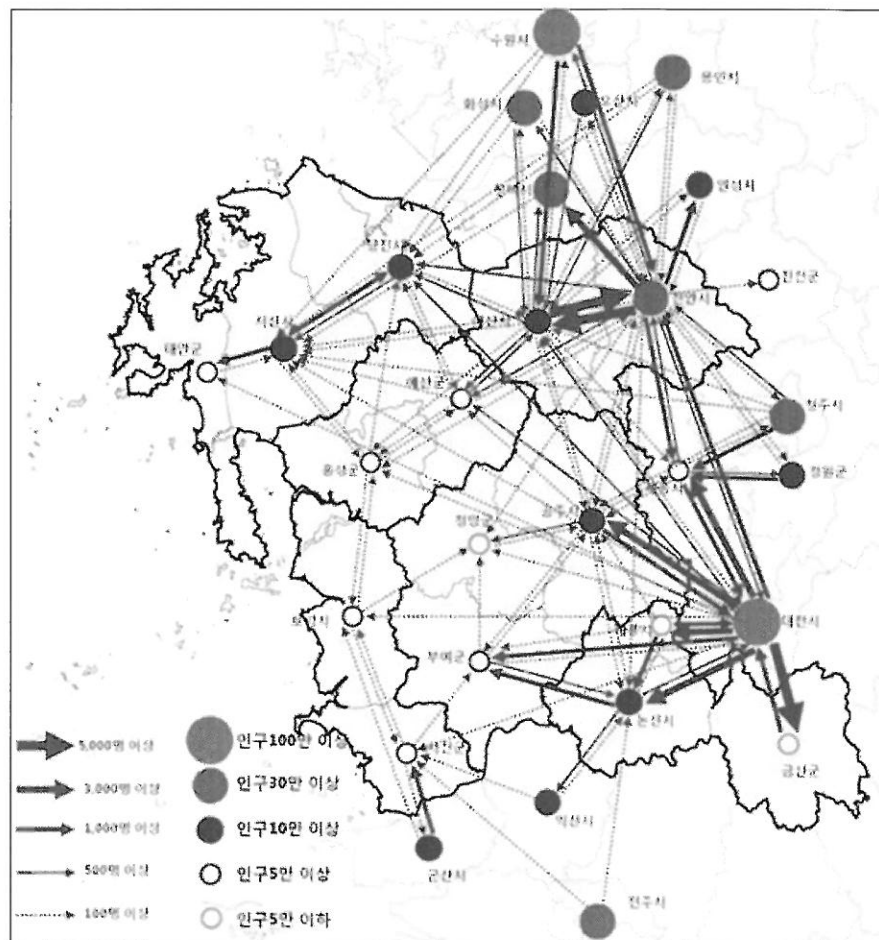 수원시
용인시
화성시
오산시
평택시
안성시
당진시
진천군
천안시
서산시
아산시
태안군
예산군
청주시
홍성군
청원군
공주시
청양군
보령시
대전시
부여군
논산시
서천군
금산군
익산시
군산시
전주시
5,000명 이상
인구100만 이상
3,000명 이상
인구30만 이상
1,000명 이상
인구10만 이상
500명 이상
인구5만 이상
100명 이상
인구5만 이하